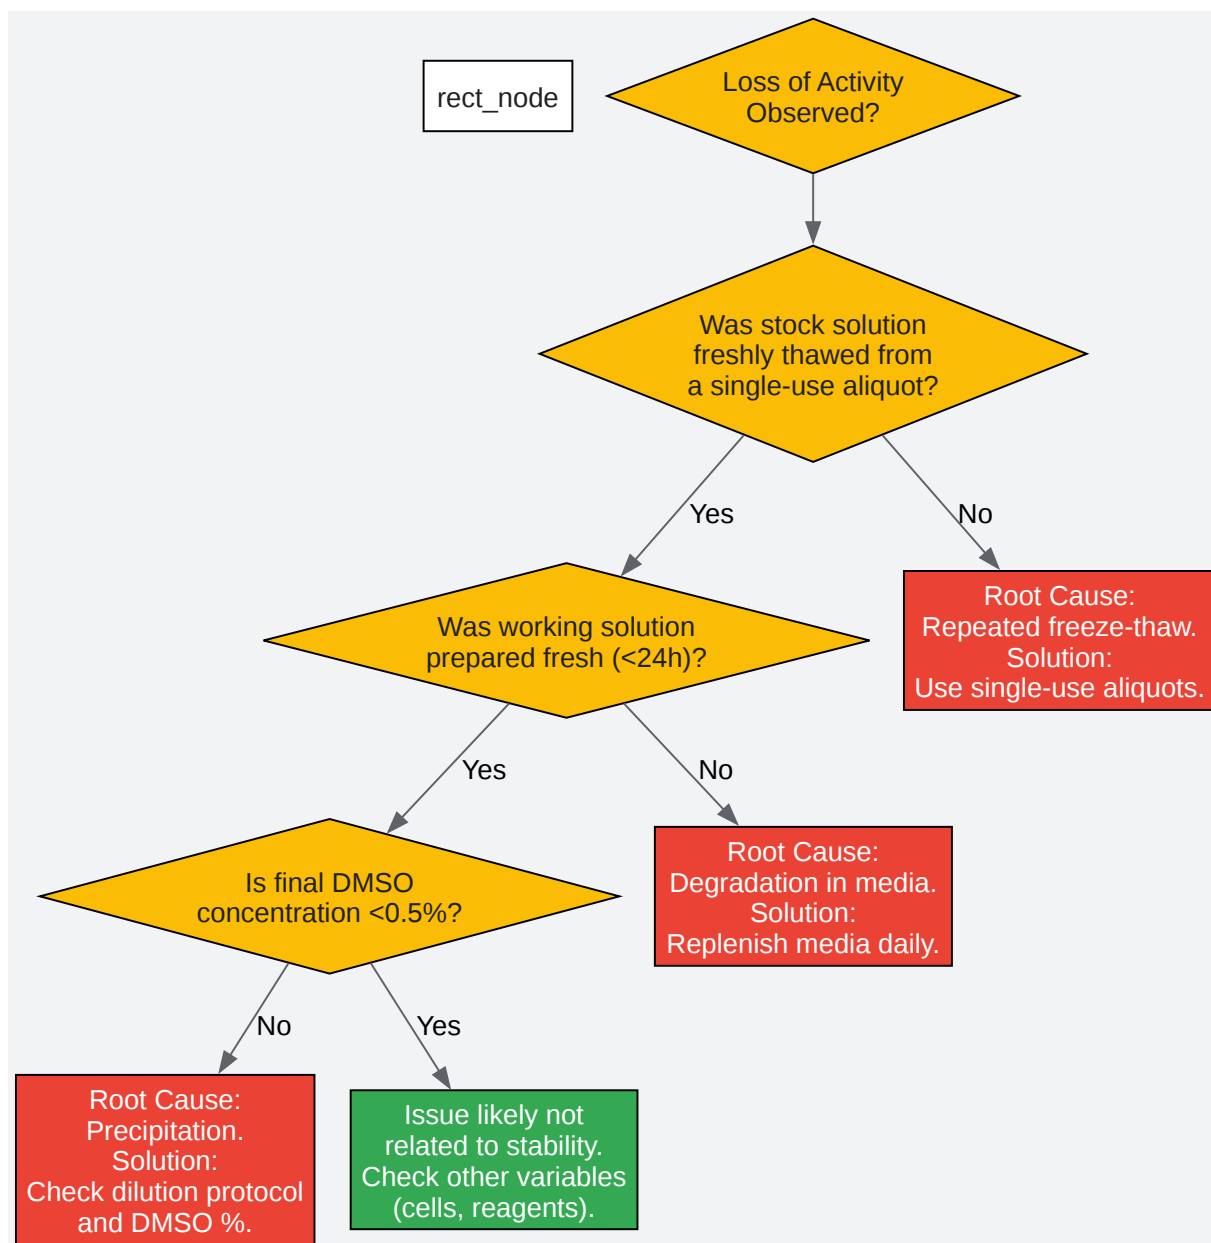 rect_node
Loss of Activity
Observed?
Was stock solution
freshly thawed from
a single-use aliquot?
Yes
No
Root Cause:
Repeated freeze-thaw.
Solution:
Use single-use aliquots.
Was working solution
prepared fresh (<24h)?
Yes
No
Root Cause:
Degradation in media.
Solution:
Replenish media daily.
Is final DMSO
concentration <0.5%?
No
Yes
Root Cause:
Precipitation.
Solution:
Check dilution protocol
and DMSO %.
Issue likely not
related to stability.
Check other variables
(cells, reagents).